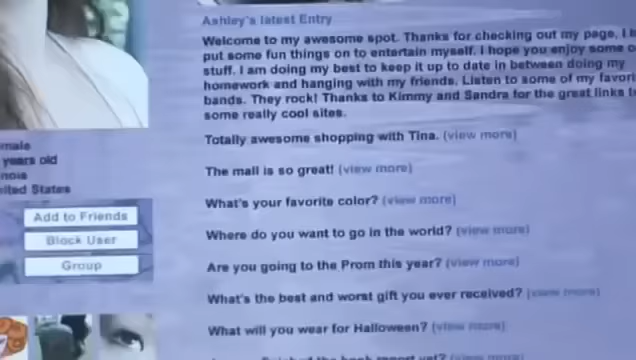 Ashley's latest Entry
Welcome to my awesome spot. Thanks for checking out my page, I
put some fun things on to entertain myself. I hope you enjoy some
stuff. I am doing my best to keep it up to date in between doing my
homework and hanging with my friends. Listen to some of my favori
bands. They rock! Thanks to Kimmy and Sandra for the great links
some really cool sites.
Totally awesome shopping with Tina. (view more)
The mall is so great! (view more)
What's your favorite color? (view more)
Where do you want to go in the world? (view more)
Are you going to the Prom this year? (view more)
What's the best and worst gift you ever received? (view more)
What will you wear for Halloween? (view more)
male
years old
nois
ited States
Add to Friends
Block User
Group